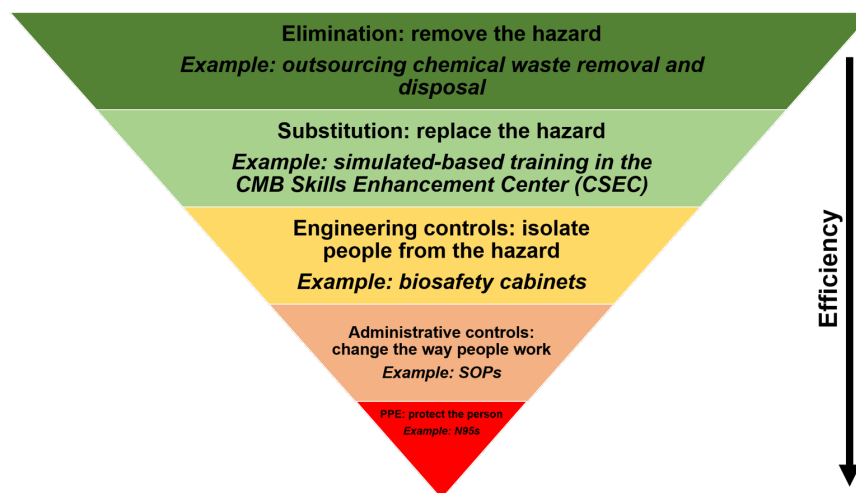 Elimination: remove the hazard
Example: outsourcing chemical waste removal and
disposal
Substitution: replace the hazard
Example: simulated-based training in the
CMB Skills Enhancement Center (CSEC)
Engineering controls: isolate
people from the hazard
Example: biosafety cabinets
Administrative controls:
change the way people work
Example: SOPs
PPE: protect the person
Example: N95s
Efficiency